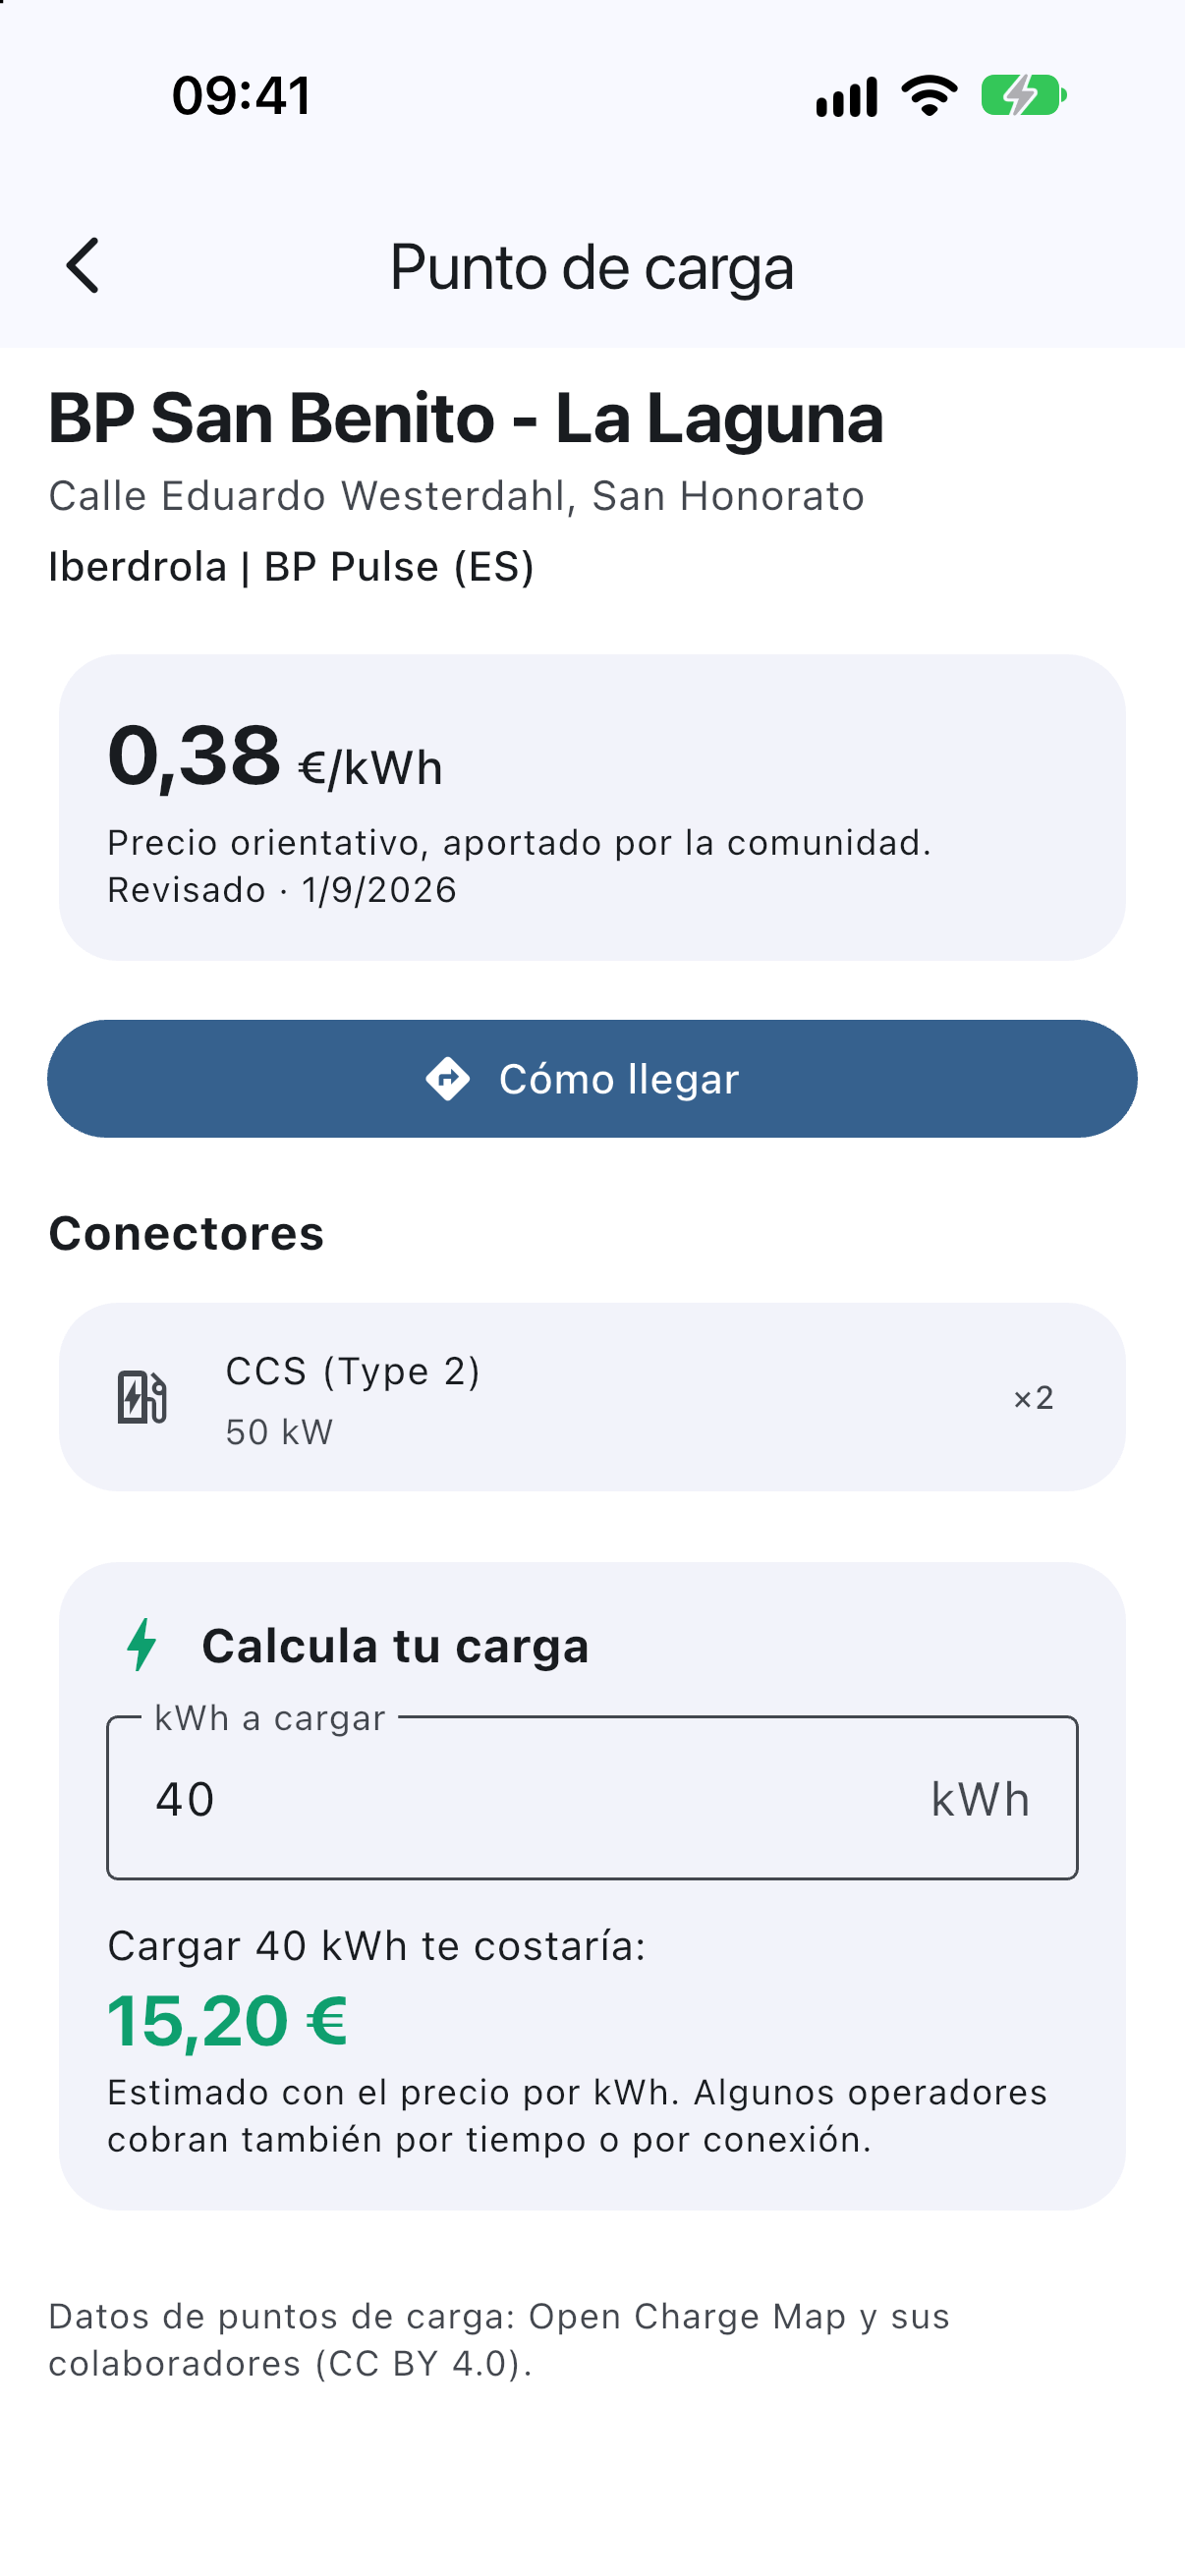 09:41
Punto de carga
BP San Benito - La Laguna
Calle Eduardo Westerdahl, San Honorato
Iberdrola | BP Pulse (ES)
0,38 €/kWh
Precio orientativo, aportado por la comunidad.
Revisado · 1/9/2026
Cómo llegar
Conectores
CCS (Type 2)
50 kW
×2
Calcula tu carga
kWh a cargar
40 kWh
Cargar 40 kWh te costaría:
15,20 €
Estimado con el precio por kWh. Algunos operadores
cobran también por tiempo o por conexión.
Datos de puntos de carga: Open Charge Map y sus
colaboradores (CC BY 4.0).